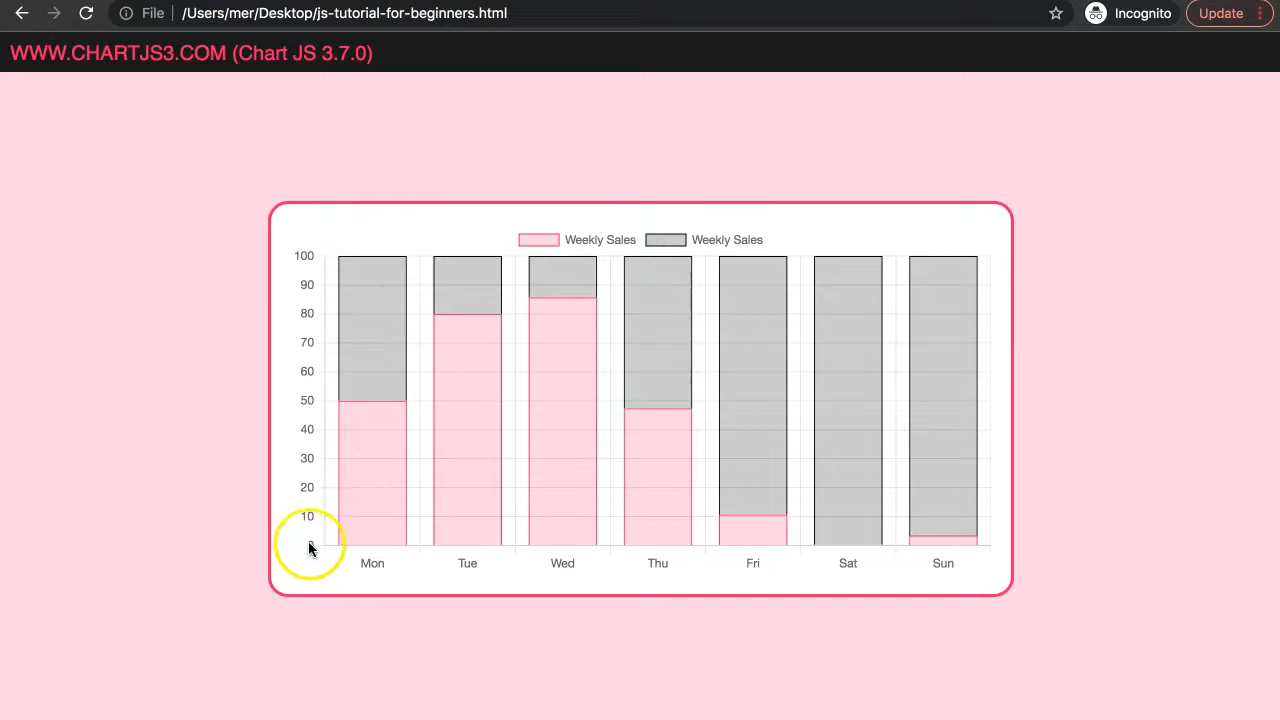 File /Users/mer/Desktop/js-tutorial-for-beginners.html Incognito Update
WWW.CHARTJS3.COM (Chart JS 3.7.0)
Weekly Sales Weekly Sales
100
90
80
70
60
50
40
30
20
10
Mon Tue Wed Thu Fri Sat Sun